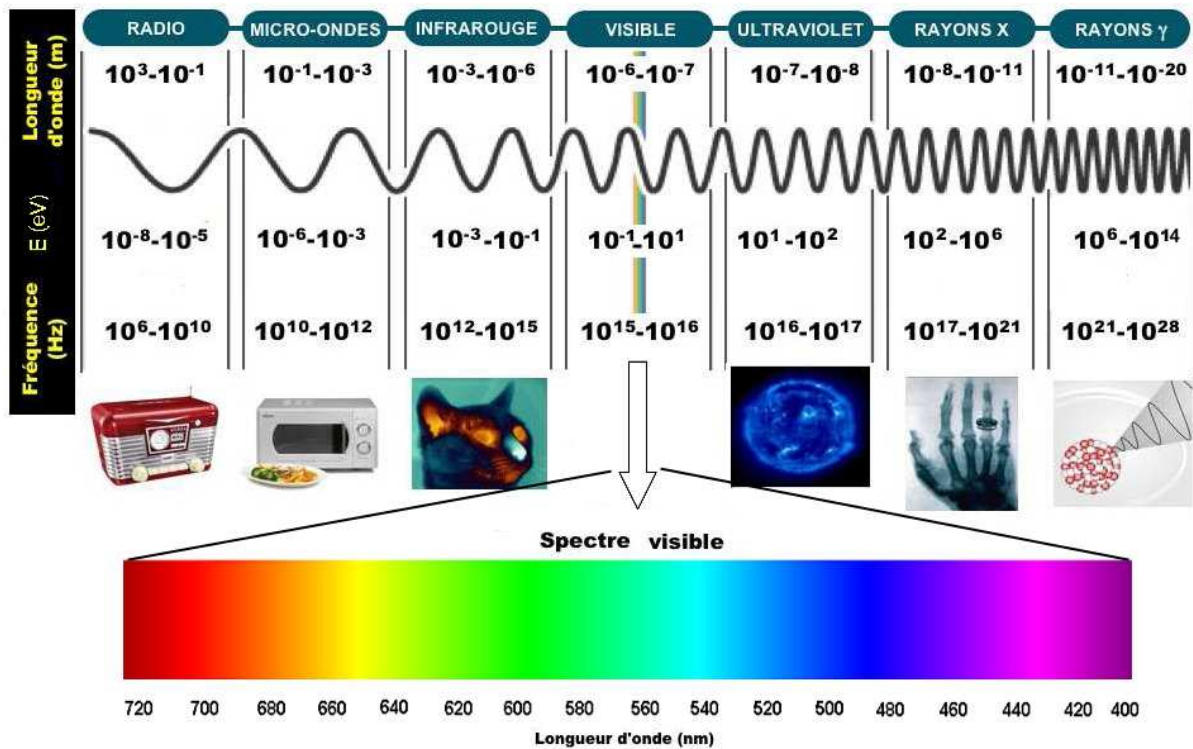 RADIO MICRO-ONDES INFRAROUGE VISIBLE ULTRAVIOLET RAYONS X RAYONS γ
Longueur d'onde (m)
10³-10⁻¹ 10⁻¹-10⁻³ 10⁻³-10⁻⁶ 10⁻⁶-10⁻⁷ 10⁻⁷-10⁻⁸ 10⁻⁸-10⁻¹¹ 10⁻¹¹-10⁻²⁰
E (eV)
10⁻⁸-10⁻⁵ 10⁻⁶-10⁻³ 10⁻³-10⁻¹ 10⁻¹-10¹ 10¹-10² 10²-10⁶ 10⁶-10¹⁴
Fréquence (Hz)
10⁶-10¹⁰ 10¹⁰-10¹² 10¹²-10¹⁵ 10¹⁵-10¹⁶ 10¹⁶-10¹⁷ 10¹⁷-10²¹ 10²¹-10²⁸
Spectre visible
720 700 680 660 640 620 600 580 560 540 520 500 480 460 440 420 400
Longueur d'onde (nm)